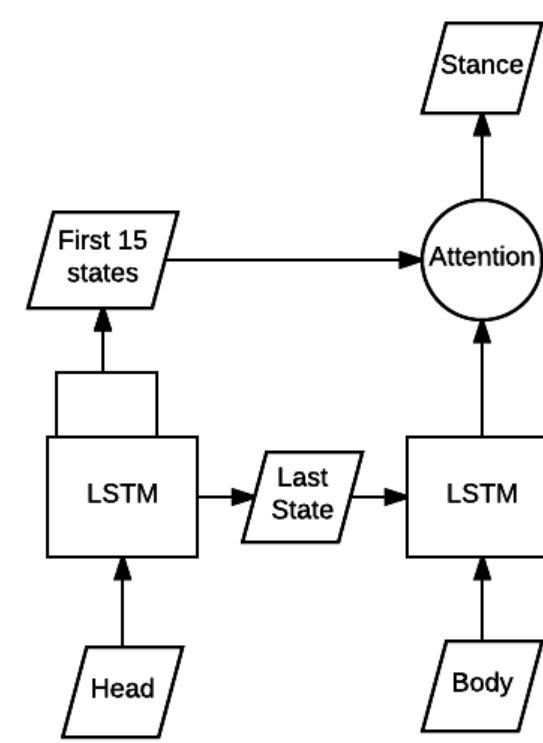 Stance
First 15
states
Attention
LSTM
Last
State
LSTM
Head
Body